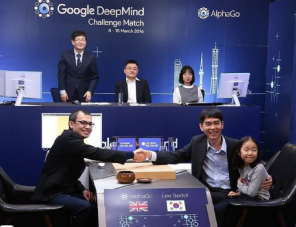 Google DeepMind
Challenge Match
8 - 15 March 2016
AlphaGo
AlphaGo
Lee Sedol